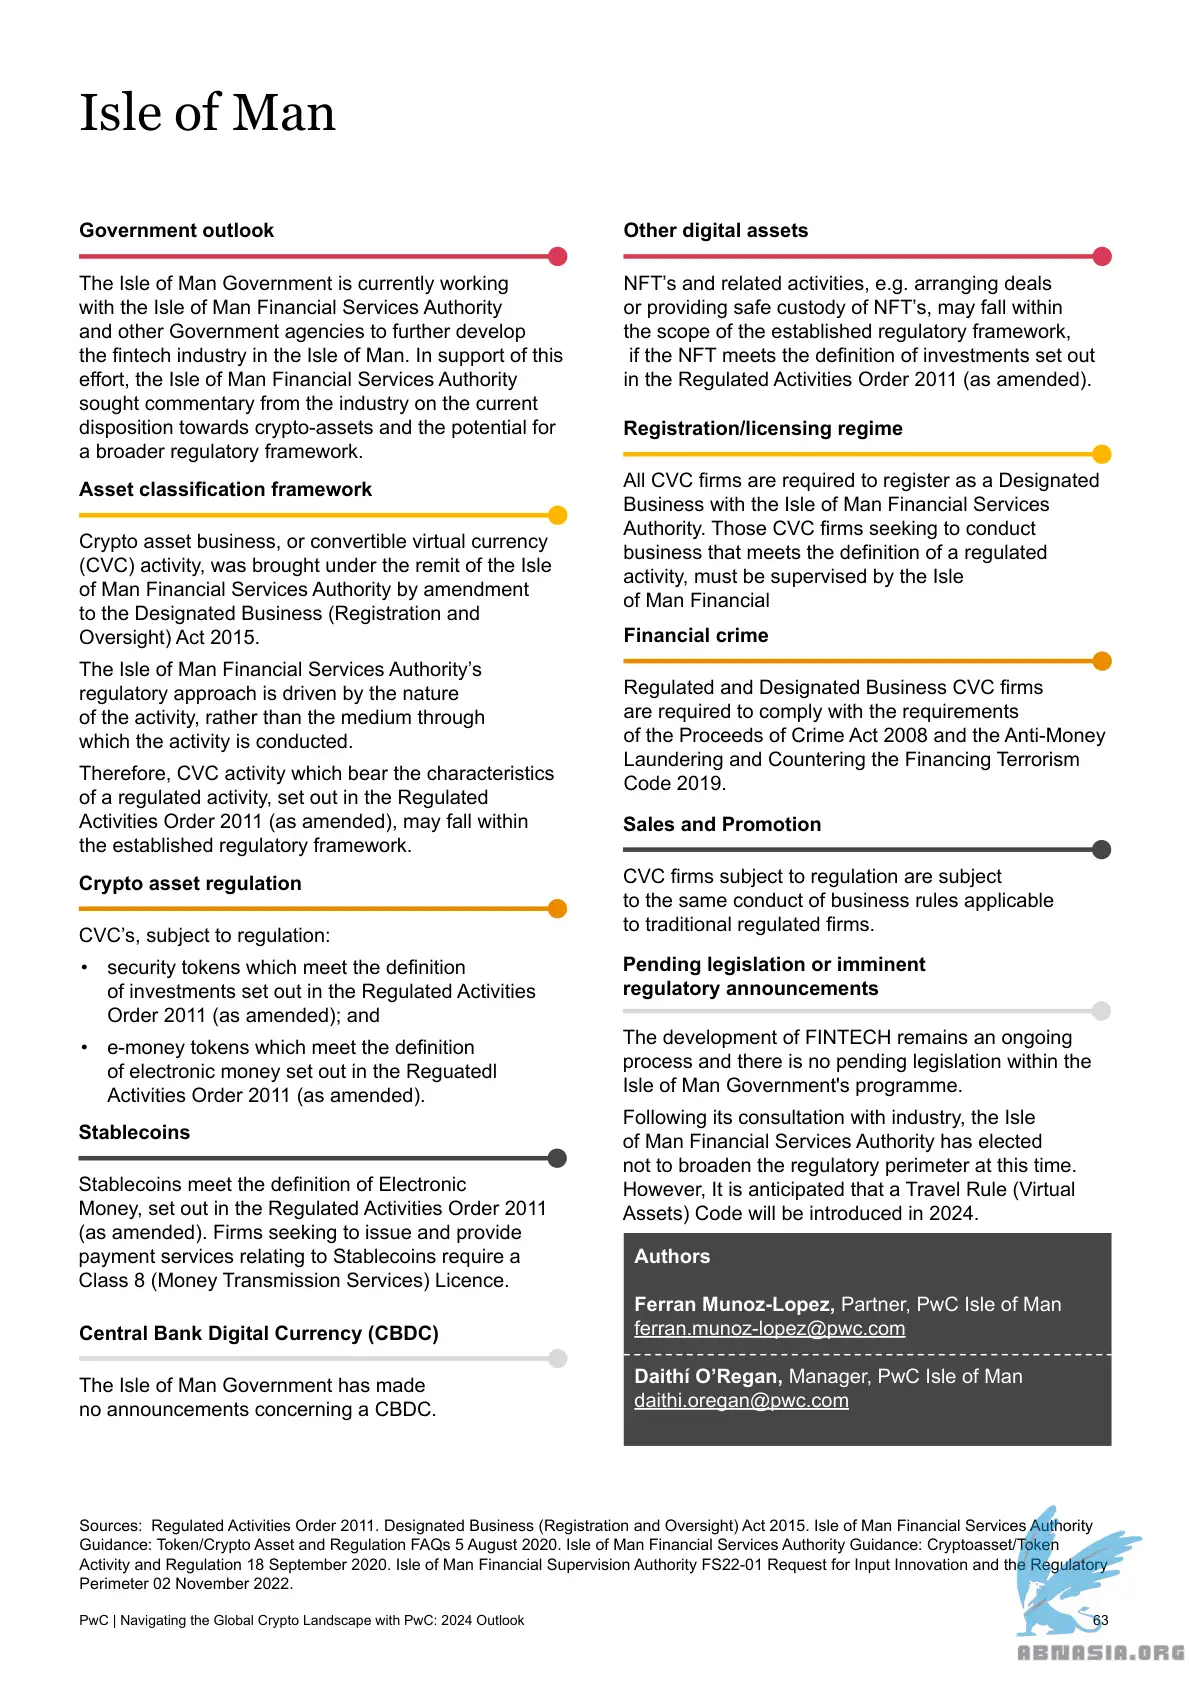 Isle of Man
Government outlook
The Isle of Man Government is currently working
with the Isle of Man Financial Services Authority
and other Government agencies to further develop
the fintech industry in the Isle of Man. In support of this
effort, the Isle of Man Financial Services Authority
sought commentary from the industry on the current
disposition towards crypto-assets and the potential for
a broader regulatory framework.
Asset classification framework
Crypto asset business, or convertible virtual currency
(CVC) activity, was brought under the remit of the Isle
of Man Financial Services Authority by amendment
to the Designated Business (Registration and
Oversight) Act 2015.
The Isle of Man Financial Services Authority’s
regulatory approach is driven by the nature
of the activity, rather than the medium through
which the activity is conducted.
Therefore, CVC activity which bear the characteristics
of a regulated activity, set out in the Regulated
Activities Order 2011 (as amended), may fall within
the established regulatory framework.
Crypto asset regulation
CVC’s, subject to regulation:
• security tokens which meet the definition
of investments set out in the Regulated Activities
Order 2011 (as amended); and
• e-money tokens which meet the definition
of electronic money set out in the Reguatedl
Activities Order 2011 (as amended).
Stablecoins
Stablecoins meet the definition of Electronic
Money, set out in the Regulated Activities Order 2011
(as amended). Firms seeking to issue and provide
payment services relating to Stablecoins require a
Class 8 (Money Transmission Services) Licence.
Central Bank Digital Currency (CBDC)
The Isle of Man Government has made
no announcements concerning a CBDC.
Other digital assets
NFT’s and related activities, e.g. arranging deals
or providing safe custody of NFT’s, may fall within
the scope of the established regulatory framework,
if the NFT meets the definition of investments set out
in the Regulated Activities Order 2011 (as amended).
Registration/licensing regime
All CVC firms are required to register as a Designated
Business with the Isle of Man Financial Services
Authority. Those CVC firms seeking to conduct
business that meets the definition of a regulated
activity, must be supervised by the Isle
of Man Financial
Financial crime
Regulated and Designated Business CVC firms
are required to comply with the requirements
of the Proceeds of Crime Act 2008 and the Anti-Money
Laundering and Countering the Financing Terrorism
Code 2019.
Sales and Promotion
CVC firms subject to regulation are subject
to the same conduct of business rules applicable
to traditional regulated firms.
Pending legislation or imminent
regulatory announcements
The development of FINTECH remains an ongoing
process and there is no pending legislation within the
Isle of Man Government's programme.
Following its consultation with industry, the Isle
of Man Financial Services Authority has elected
not to broaden the regulatory perimeter at this time.
However, It is anticipated that a Travel Rule (Virtual
Assets) Code will be introduced in 2024.
Authors
Ferran Munoz-Lopez, Partner, PwC Isle of Man
ferran.munoz-lopez@pwc.com
Daithí O’Regan, Manager, PwC Isle of Man
daithi.oregan@pwc.com
Sources:  Regulated Activities Order 2011. Designated Business (Registration and Oversight) Act 2015. Isle of Man Financial Services Authority
Guidance: Token/Crypto Asset and Regulation FAQs 5 August 2020. Isle of Man Financial Services Authority Guidance: Cryptoasset/Token
Activity and Regulation 18 September 2020. Isle of Man Financial Supervision Authority FS22-01 Request for Input Innovation and the Regulatory
Perimeter 02 November 2022.
PwC | Navigating the Global Crypto Landscape with PwC: 2024 Outlook
63
ABNASIA.ORG